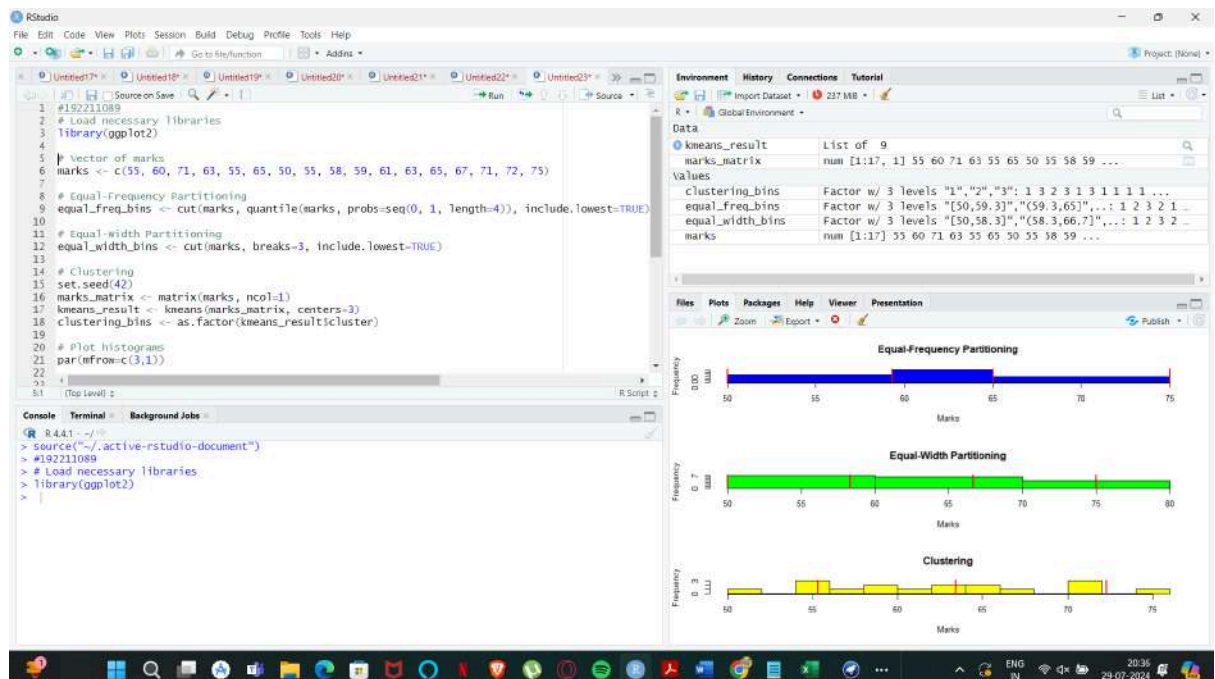 RStudio
File Edit Code View Plots Session Build Debug Profile Tools Help
Go to file/function Addins Project: (None)
Untitled17* Untitled18* Untitled19* Untitled20* Untitled21* Untitled22* Untitled23*
Source on Save Run Source
1 #192211089
2 # Load necessary libraries
3 library(ggplot2)
4
5 # Vector of marks
6 marks <- c(55, 60, 71, 63, 55, 65, 50, 55, 58, 59, 61, 63, 65, 67, 71, 72, 75)
7
8 # Equal-Frequency Partitioning
9 equal_freq_bins <- cut(marks, quantile(marks, probs=seq(0, 1, length=4)), include.lowest=TRUE)
10
11 # Equal-Width Partitioning
12 equal_width_bins <- cut(marks, breaks=3, include.lowest=TRUE)
13
14 # Clustering
15 set.seed(42)
16 marks_matrix <- matrix(marks, ncol=1)
17 kmeans_result <- kmeans(marks_matrix, centers=3)
18 clustering_bins <- as.factor(kmeans_result$cluster)
19
20 # Plot histograms
21 par(mfrow=c(3,1))
22
23
5:1 (Top Level) R Script
Console Terminal Background Jobs
R 4.4.1 · ~/
> source("~/.active-rstudio-document")
> #192211089
> # Load necessary libraries
> library(ggplot2)
>
Environment History Connections Tutorial
Import Dataset 237 MiB List
R Global Environment
Data
kmeans_result List of 9
marks_matrix num [1:17, 1] 55 60 71 63 55 65 50 55 58 59 ...
Values
clustering_bins Factor w/ 3 levels "1","2","3": 1 3 2 3 1 3 1 1 1 1 ...
equal_freq_bins Factor w/ 3 levels "[50,59.3]","(59.3,65]",..: 1 2 3 2 1 ...
equal_width_bins Factor w/ 3 levels "[50,58.3]","(58.3,66.7]",..: 1 2 3 2 ...
marks num [1:17] 55 60 71 63 55 65 50 55 58 59 ...
Files Plots Packages Help Viewer Presentation
Zoom Export Publish
Equal-Frequency Partitioning
Frequency
0.00
50 55 60 65 70 75
Marks
Equal-Width Partitioning
Frequency
0 7
50 55 60 65 70 75 80
Marks
Clustering
Frequency
0 3
50 55 60 65 70 75
Marks
ENG
IN
20:35
29-07-2024